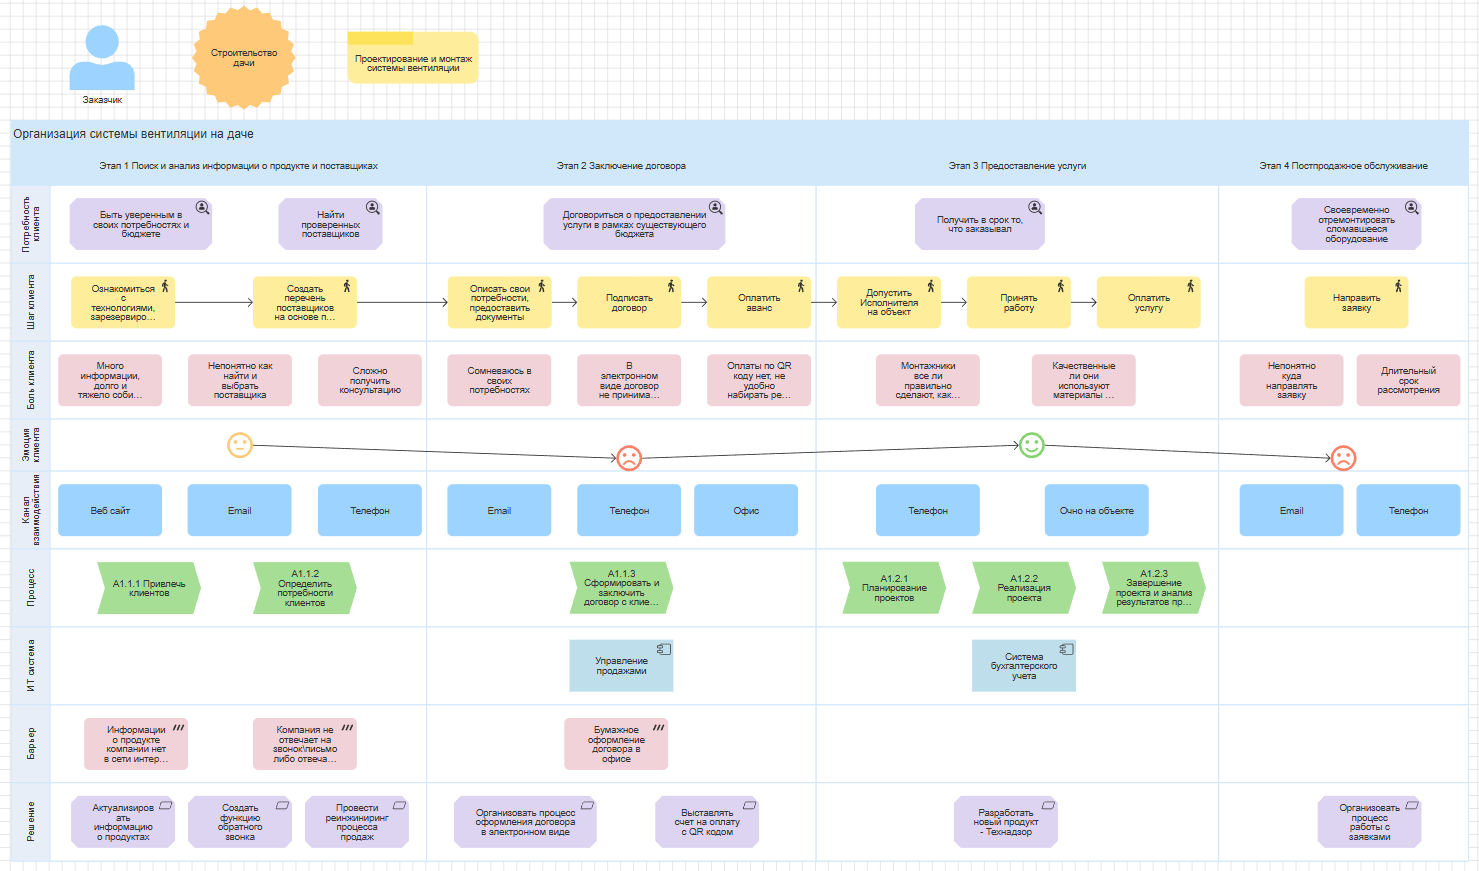 Заказчик
Строительство
дачи
Проектирование и монтаж
системы вентиляции
Организация системы вентиляции на даче
Этап 1 Поиск и анализ информации о продукте и поставщиках
Этап 2 Заключение договора
Этап 3 Предоставление услуги
Этап 4 Постпродажное обслуживание
Потребность
клиента
Быть уверенным в
своих потребностях и
бюджете
Найти
проверенных
поставщиков
Договориться о предоставлении
услуги в рамках существующего
бюджета
Получить в срок то,
что заказывал
Своевременно
отремонтировать
сломавшееся
оборудование
Шаг клиента
Ознакомиться
с
технологиями,
зарезервиро...
Создать
перечень
поставщиков
на основе п...
Описать свои
потребности,
предоставить
документы
Подписать
договор
Оплатить
аванс
Допустить
Исполнителя
на объект
Принять
работу
Оплатить
услугу
Направить
заявку
Боль клиента
Много
информации,
долго и
тяжело соби...
Непонятно как
найти и
выбрать
поставщика
Сложно
получить
консультацию
Сомневаюсь в
своих
потребностях
В
электронном
виде договор
не принима...
Оплаты по QR
коду нет, не
удобно
набирать ре...
Монтажники
все ли
правильно
сделают, как...
Качественные
ли они
используют
материалы ...
Непонятно
куда
направлять
заявку
Длительный
срок
рассмотрения
Эмоция
клиента
Канал
взаимодействия
Веб сайт
Email
Телефон
Email
Телефон
Офис
Телефон
Очно на объекте
Email
Телефон
Процесс
A1.1.1 Привлечь
клиентов
A1.1.2
Определить
потребности
клиентов
A1.1.3
Сформировать и
заключить
договор с клие...
A1.2.1
Планирование
проектов
A1.2.2
Реализация
проекта
A1.2.3
Завершение
проекта и анализ
результатов пр...
ИТ система
Управление
продажами
Система
бухгалтерского
учета
Барьер
Информации
о продукте
компании нет
в сети интер...
Компания не
отвечает на
звонок\письмо
либо отвеча...
Бумажное
оформление
договора в
офисе
Решение
Актуализиров
ать
информацию
о продуктах
Создать
функцию
обратного
звонка
Провести
реинжиниринг
процесса
продаж
Организовать процесс
оформления договора
в электронном виде
Выставлять
счет на оплату
с QR кодом
Разработать
новый продукт
- Технадзор
Организовать
процесс
работы с
заявками